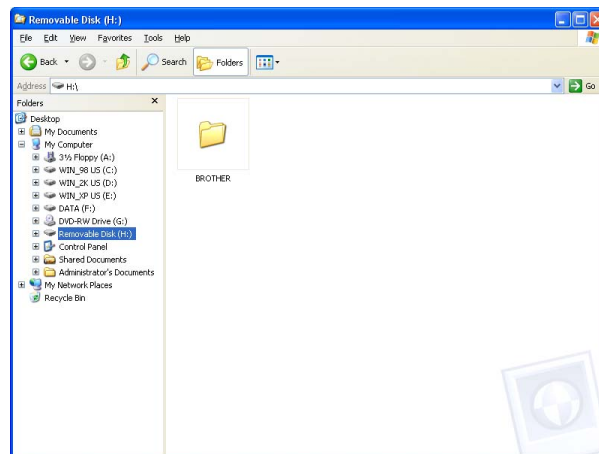 Removable Disk (H:)
File Edit View Favorites Tools Help
Back Search Folders
Address H:\ Go
Folders x
Desktop
My Documents
My Computer
3½ Floppy (A:)
WIN_98 US (C:)
WIN_2K US (D:)
WIN_XP US (E:)
DATA (F:)
DVD-RW Drive (G:)
Removable Disk (H:)
Control Panel
Shared Documents
Administrator's Documents
My Network Places
Recycle Bin
BROTHER